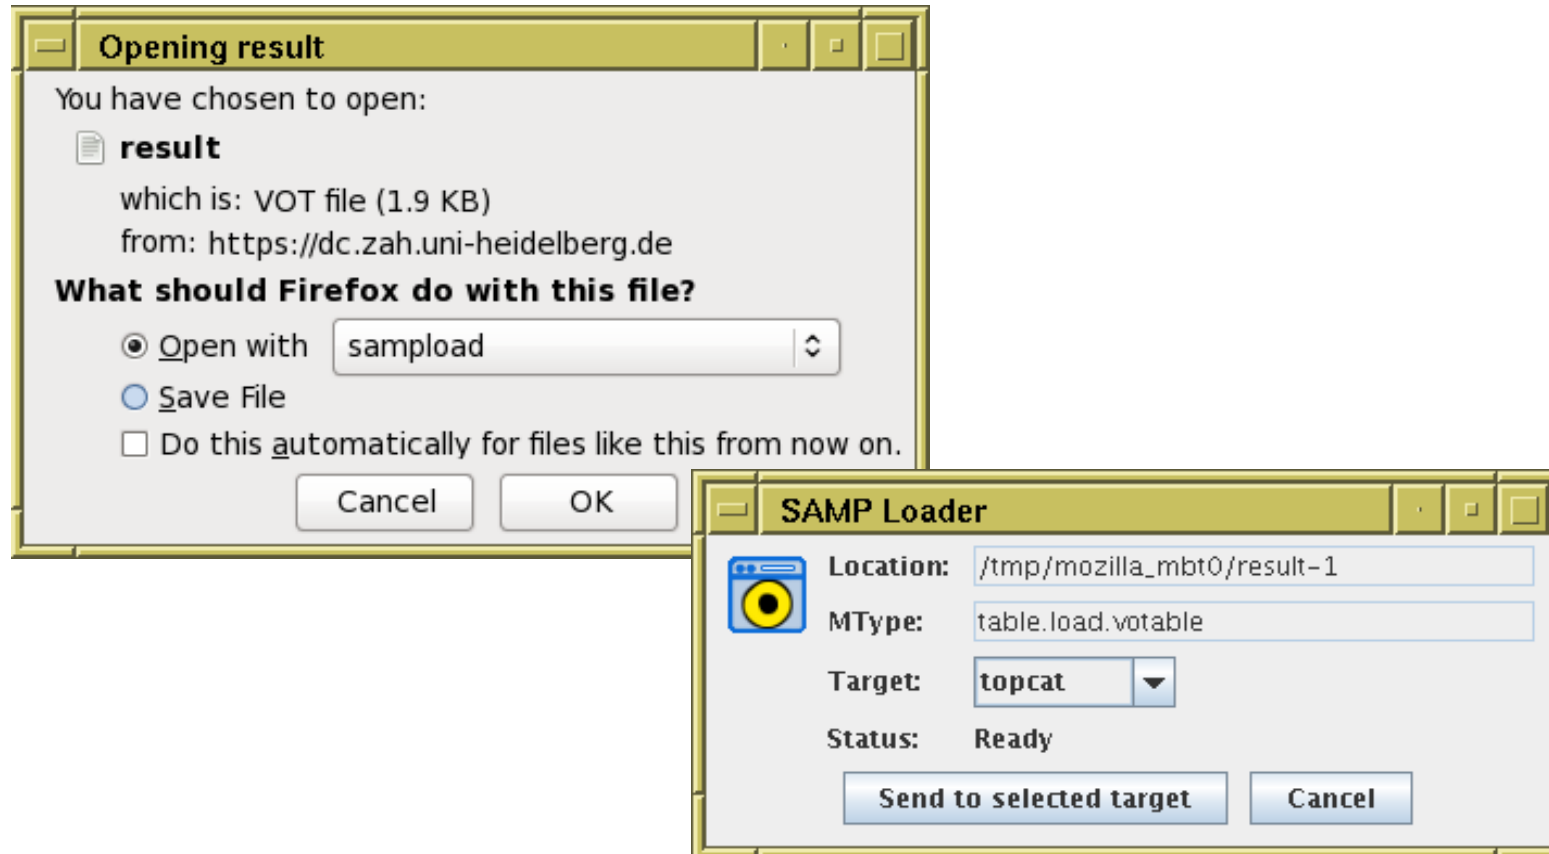 Opening result
You have chosen to open:
result
which is: VOT file (1.9 KB)
from: https://dc.zah.uni-heidelberg.de
What should Firefox do with this file?
Open with sampload
Save File
Do this automatically for files like this from now on.
Cancel OK
SAMP Loader
Location: /tmp/mozilla_mbt0/result-1
MType: table.load.votable
Target: topcat
Status: Ready
Send to selected target Cancel